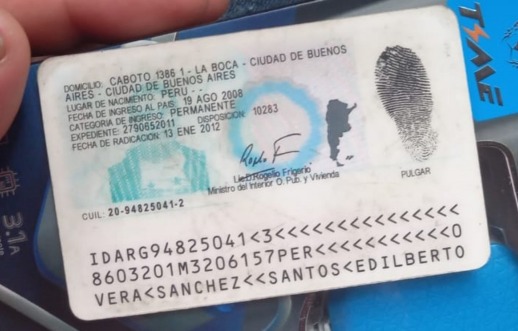 DOMICILIO: CABOTO 1386 1 - LA BOCA - CIUDAD DE BUENOS
AIRES - CIUDAD DE BUENOS AIRES
LUGAR DE NACIMIENTO: PERU - -
FECHA DE INGRESO AL PAIS: 19 AGO 2008
CATEGORIA DE INGRESO: PERMANENTE
EXPEDIENTE: 2790652011 DISPOSICION: 10283
FECHA DE RADICACION: 13 ENE 2012
Lic. D. Rogelio Frigerio
Ministro del Interior O. Pub. y Vivienda
PULGAR
CUIL: 20-94825041-2
IDARG94825041<3<<<<<<<<<<<<<<<
8603201M3206157PER<<<<<<<<<<<0
VERA<SANCHEZ<<SANTOS<EDILBERTO
3.1A